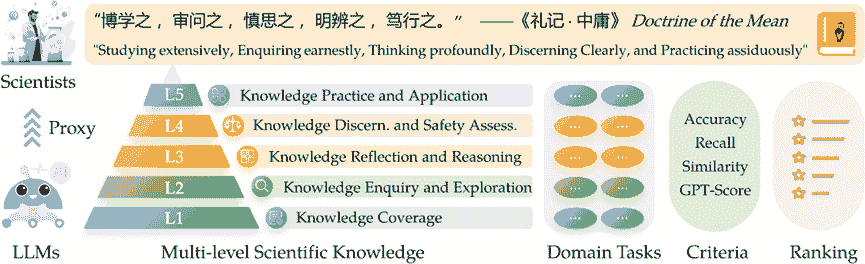 “博学之，审问之，慎思之，明辨之，笃行之。” ——《礼记·中庸》 Doctrine of the Mean
"Studying extensively, Enquiring earnestly, Thinking profoundly, Discerning Clearly, and Practicing assiduously"
Scientists
Proxy
LLMs
L5 Knowledge Practice and Application
L4 Knowledge Discern. and Safety Assess.
L3 Knowledge Reflection and Reasoning
L2 Knowledge Enquiry and Exploration
L1 Knowledge Coverage
Multi-level Scientific Knowledge
... ...
... ...
... ...
... ...
... ...
Domain Tasks
Accuracy
Recall
Similarity
GPT-Score
Criteria
Ranking